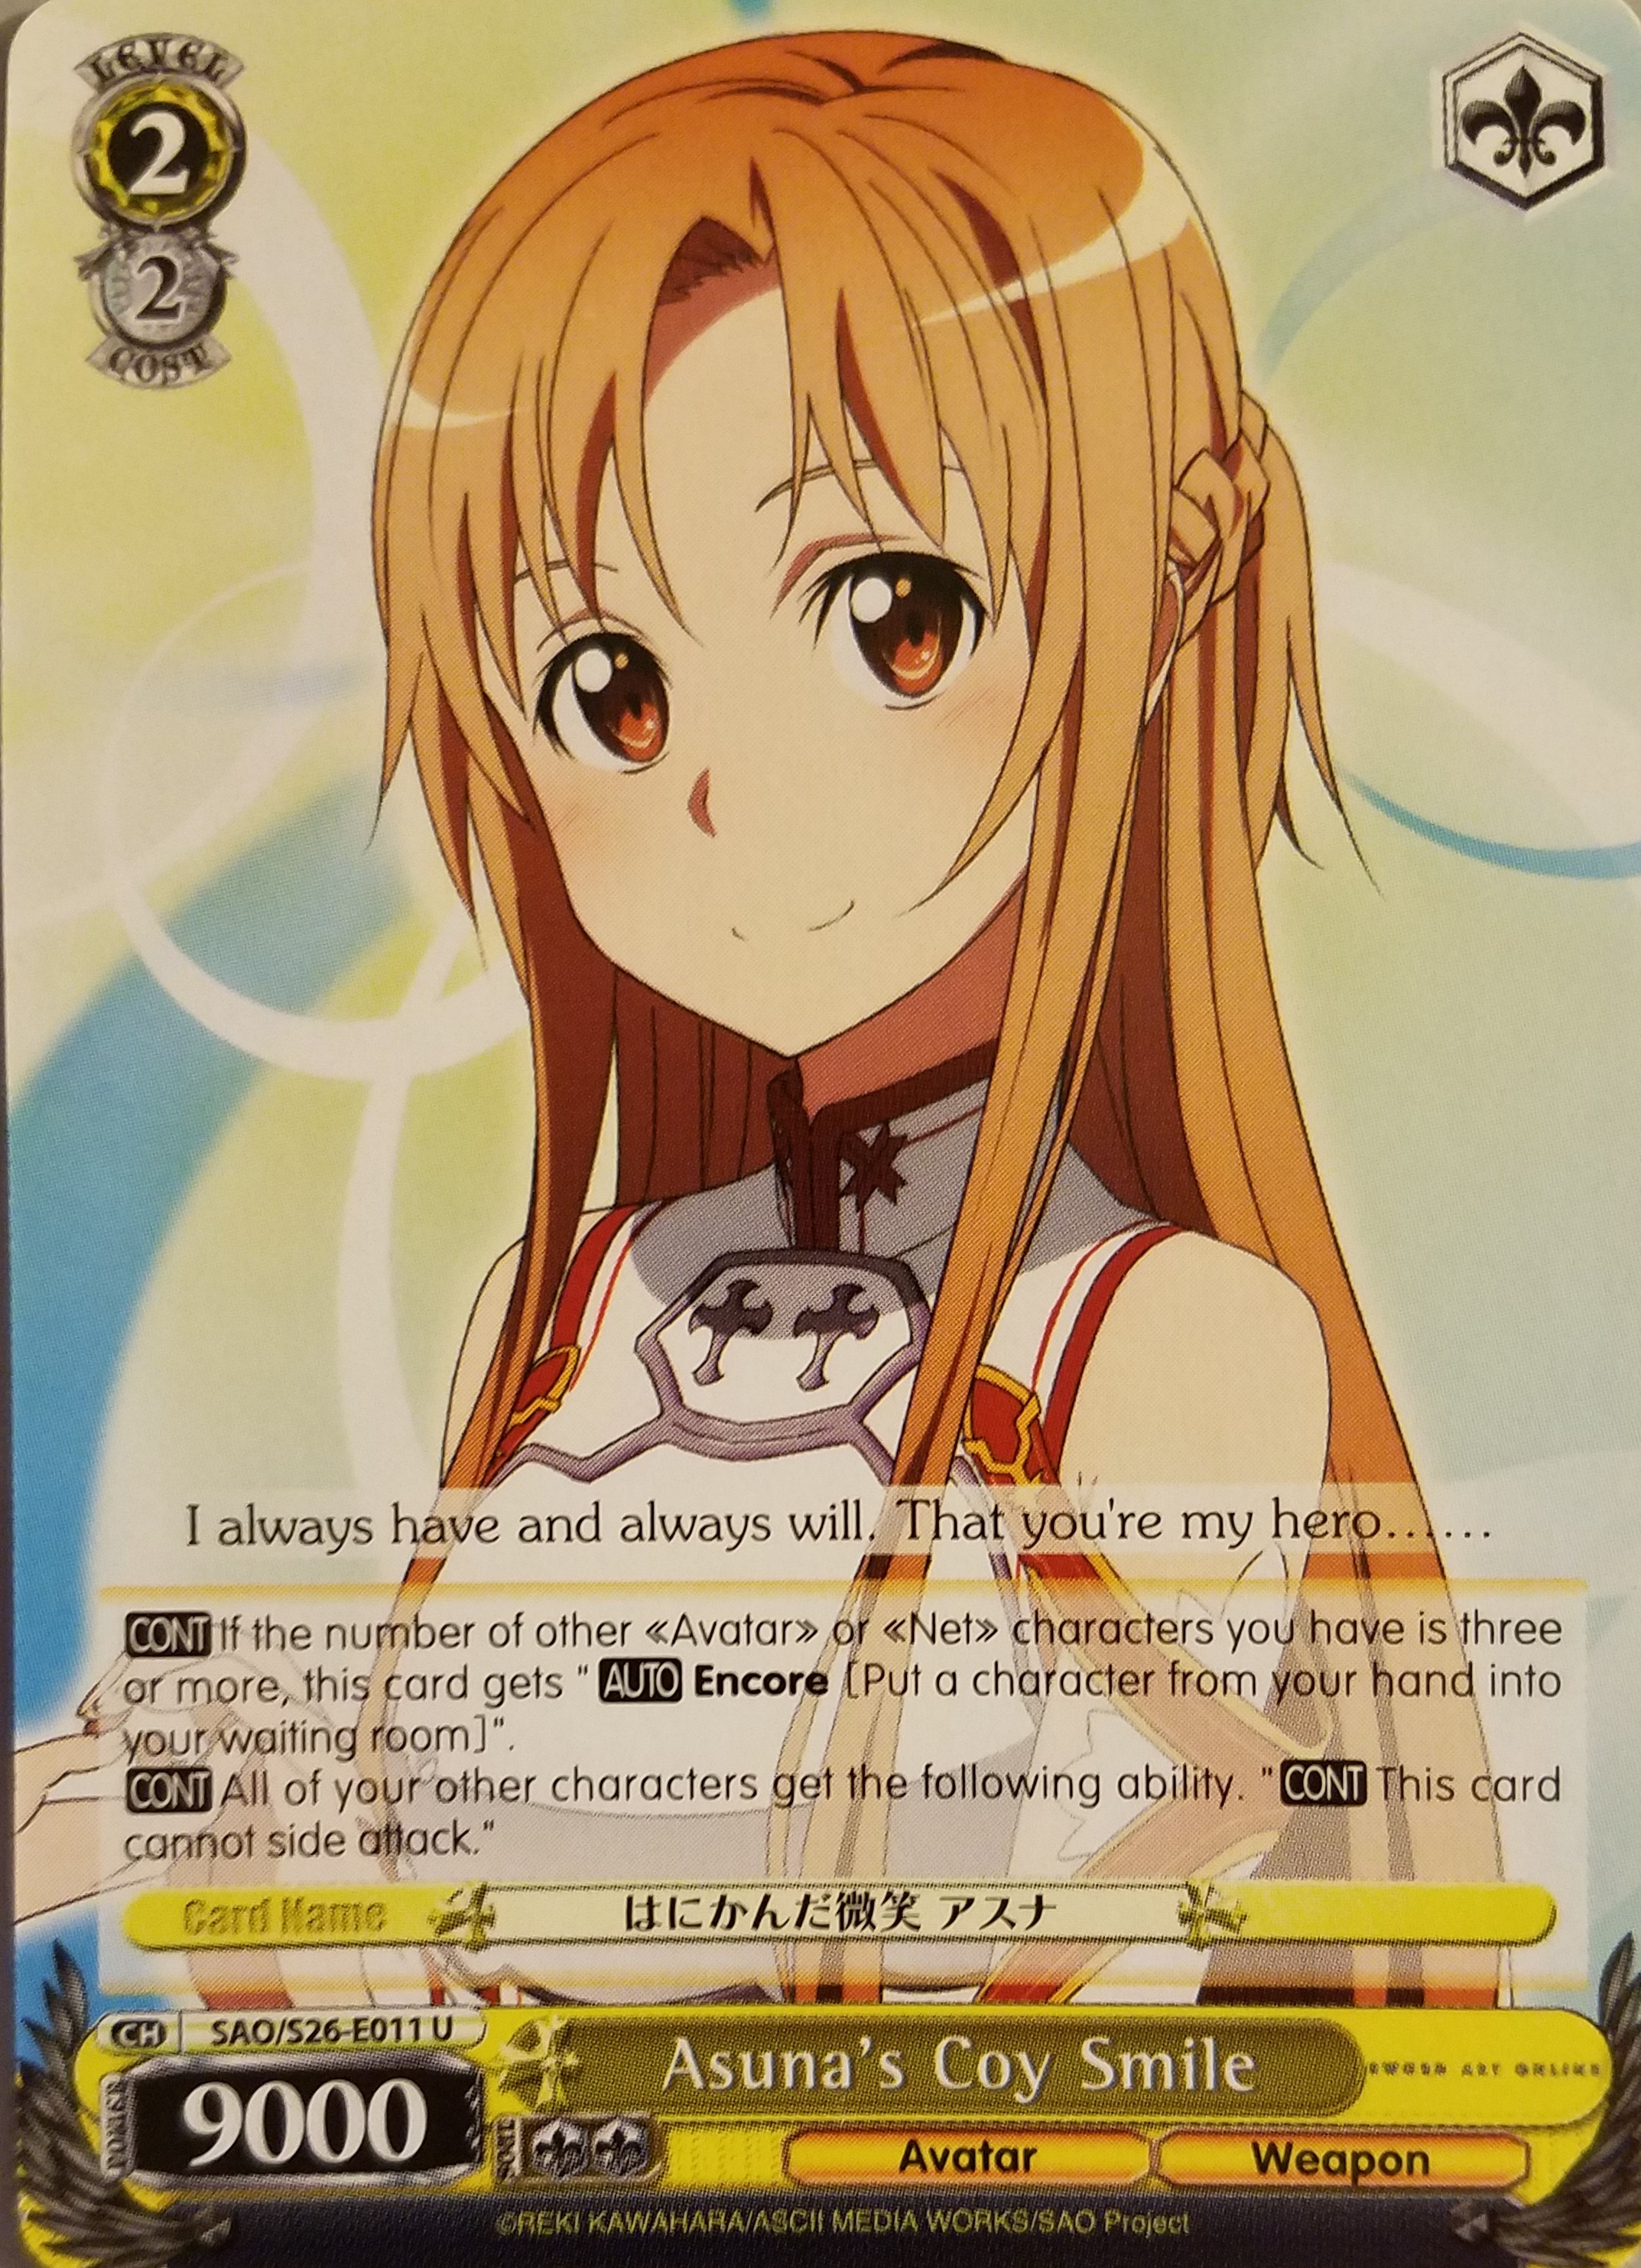 LEVEL
2
2
COST
I always have and always will. That you're my hero......
CONT If the number of other «Avatar» or «Net» characters you have is three
or more, this card gets " AUTO Encore [Put a character from your hand into
your waiting room]".
CONT All of your other characters get the following ability. " CONT This card
cannot side attack."
Card Name はにかんだ微笑 アスナ
CH SAO/S26-E011 U
Asuna's Coy Smile
SWORD ART ONLINE
POWER 9000
SOUL
Avatar Weapon
©REKI KAWAHARA/ASCII MEDIA WORKS/SAO Project